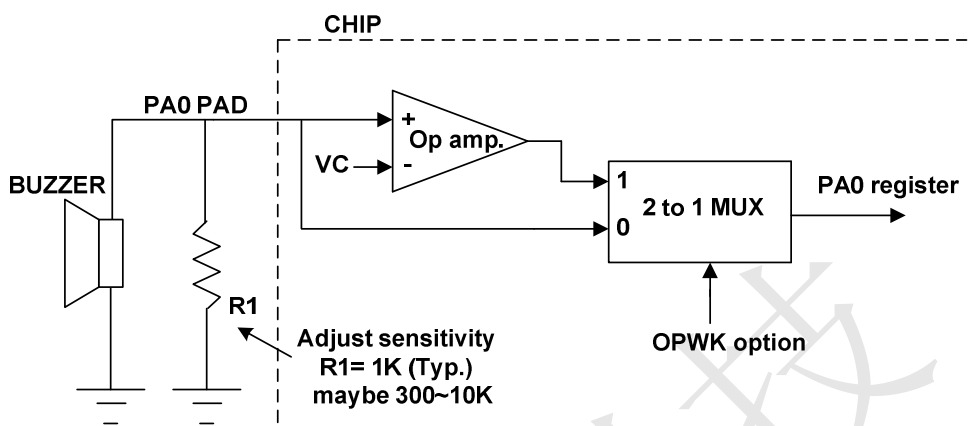 CHIP
PA0 PAD
+
Op amp.
VC
-
BUZZER
1
2 to 1 MUX
0
PA0 register
R1
Adjust sensitivity
R1= 1K (Typ.)
maybe 300~10K
OPWK option